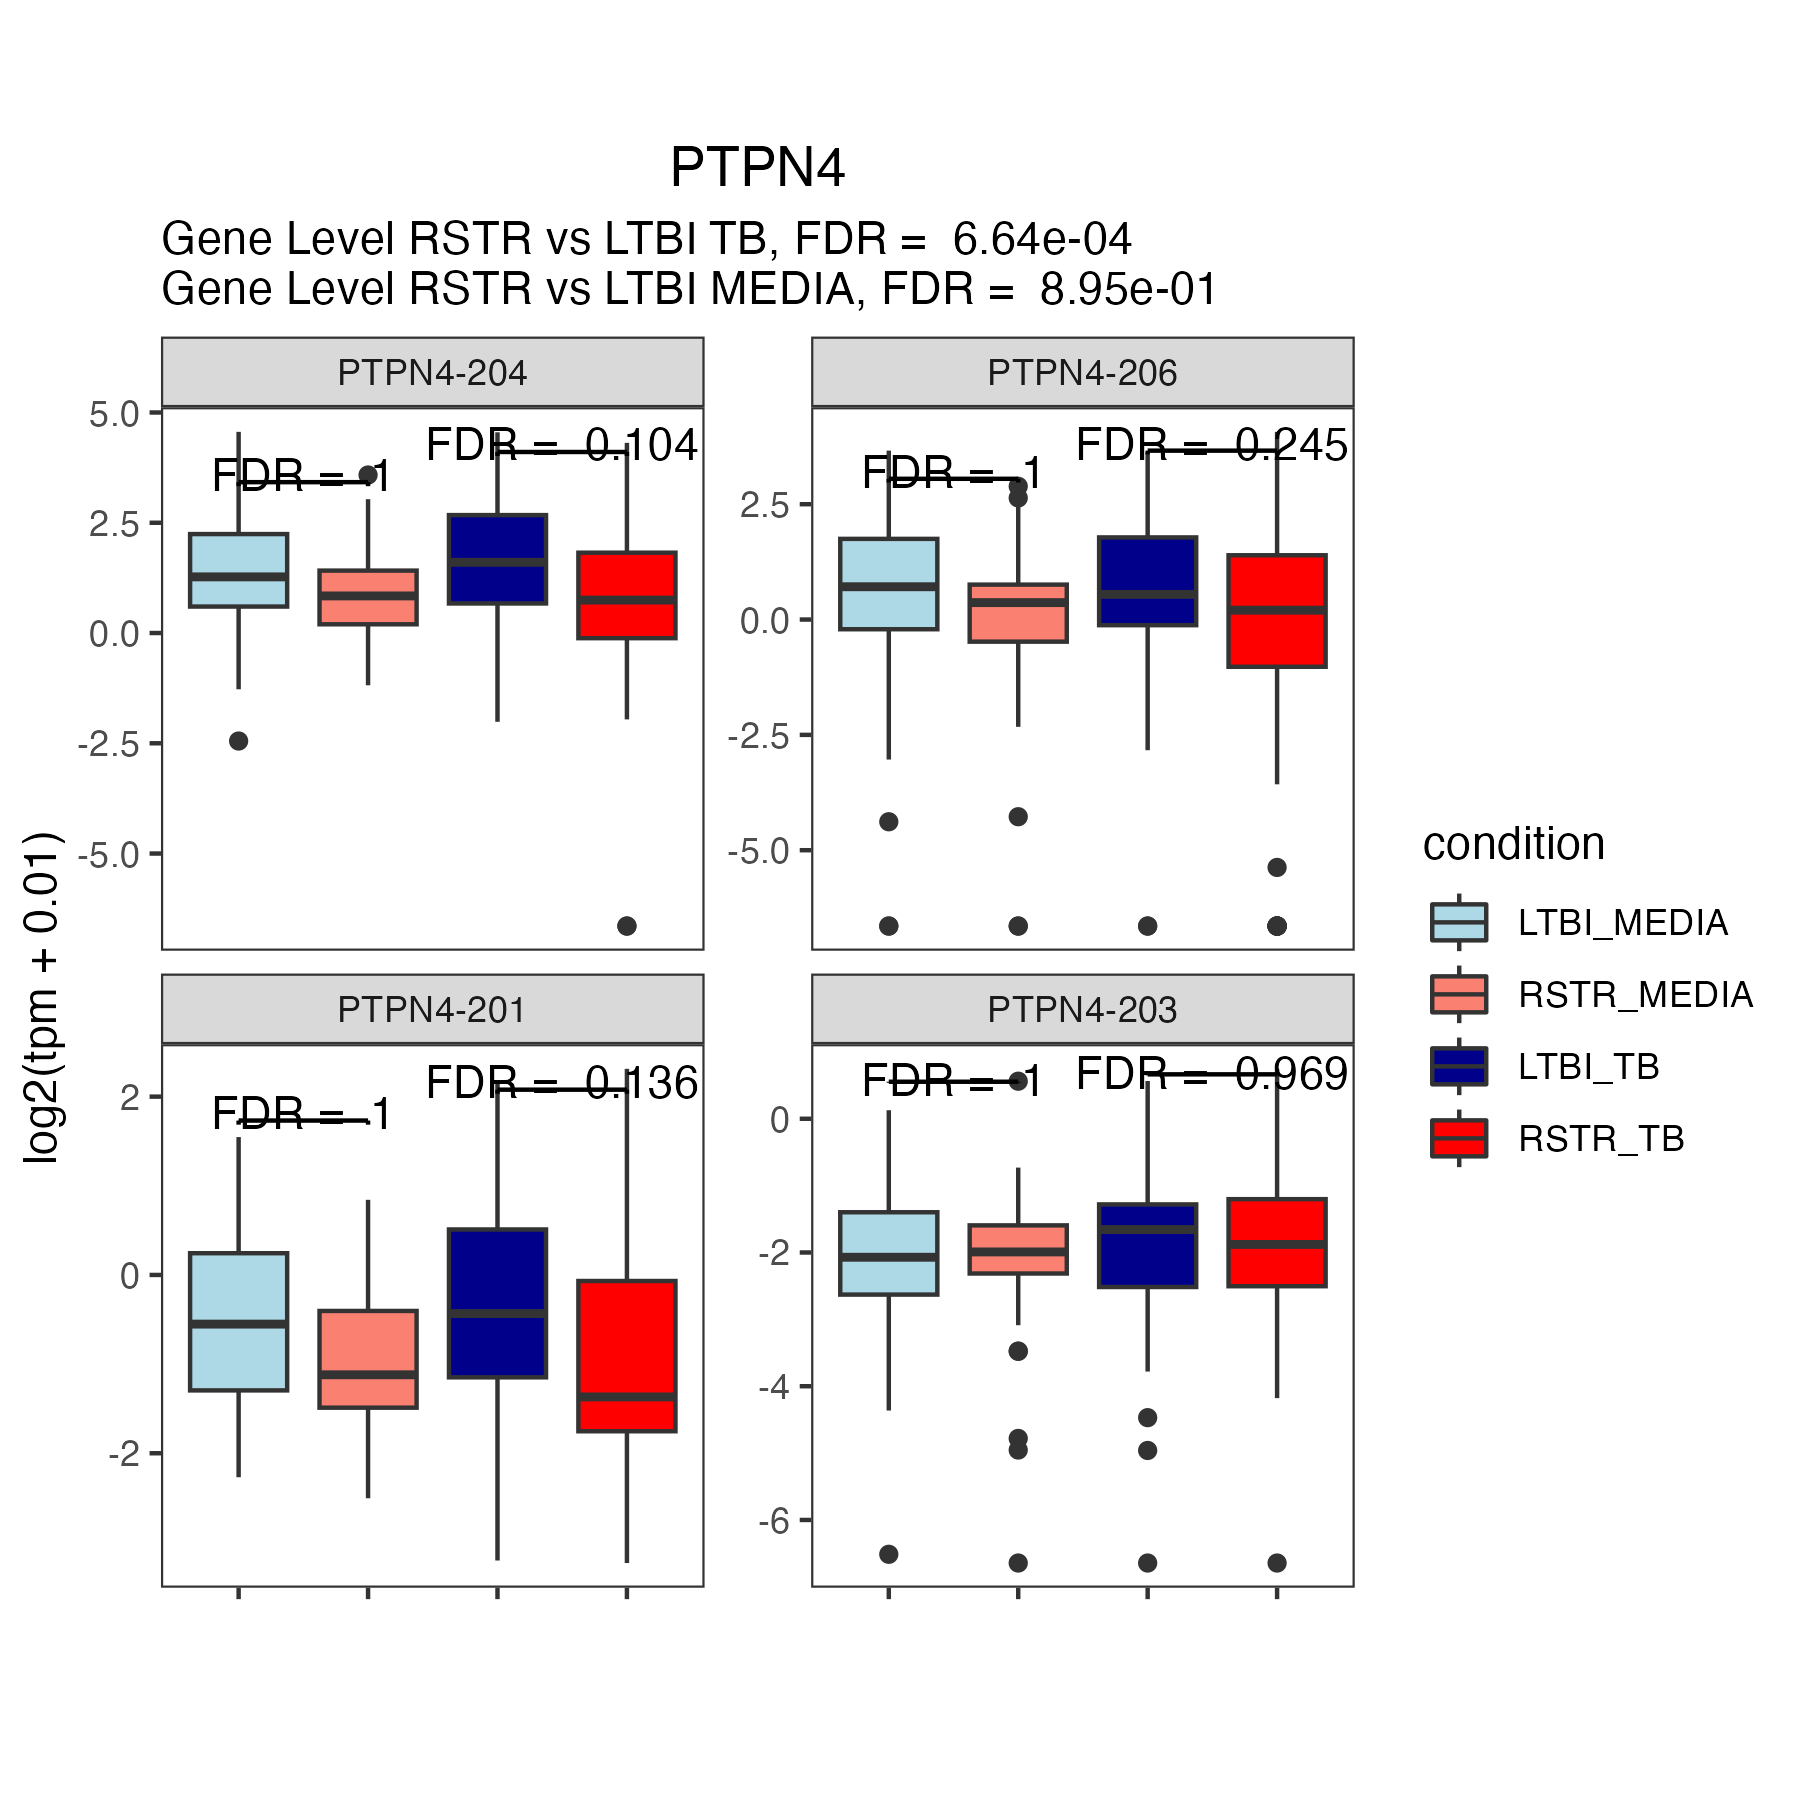 PTPN4
Gene Level RSTR vs LTBI TB, FDR =  6.64e-04
Gene Level RSTR vs LTBI MEDIA, FDR =  8.95e-01
PTPN4-204
5.0
2.5
0.0
-2.5
-5.0
FDR =  1
FDR =  0.104
PTPN4-206
2.5
0.0
-2.5
-5.0
FDR =  1
FDR =  0.245
PTPN4-201
2
0
-2
FDR =  1
FDR =  0.136
PTPN4-203
0
-2
-4
-6
FDR =  1
FDR =  0.969
log2(tpm + 0.01)
condition
LTBI_MEDIA
RSTR_MEDIA
LTBI_TB
RSTR_TB